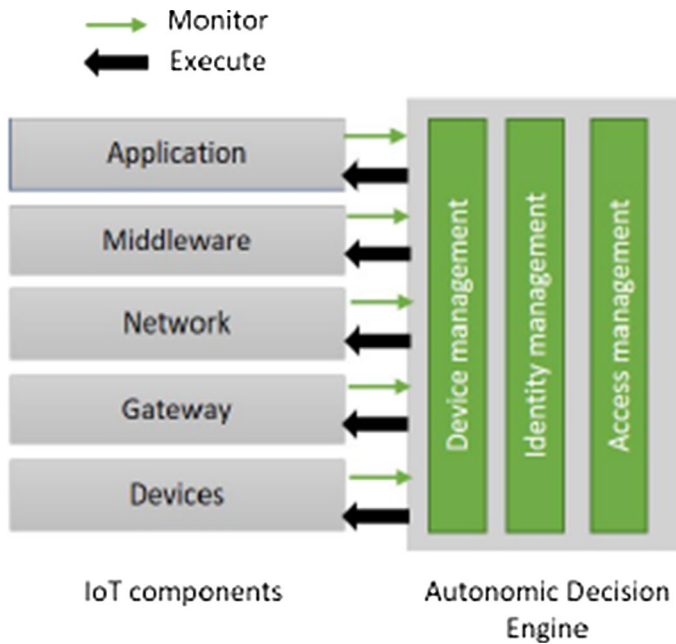 Monitor
Execute
Application
Middleware
Network
Gateway
Devices
Device management
Identity management
Access management
IoT components
Autonomic Decision
Engine